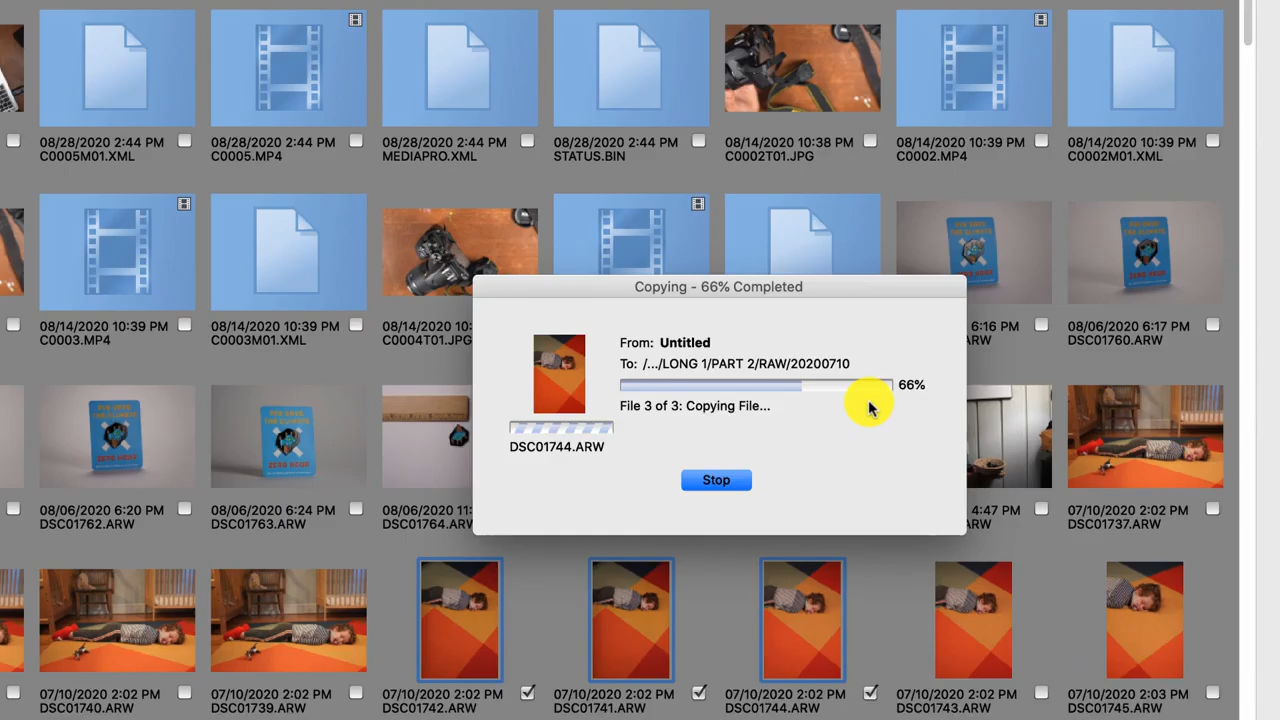 08/28/2020 2:44 PM
C0005M01.XML
08/28/2020 2:44 PM
C0005.MP4
08/28/2020 2:44 PM
MEDIAPRO.XML
08/28/2020 2:44 PM
STATUS.BIN
08/14/2020 10:38 PM
C0002T01.JPG
08/14/2020 10:39 PM
C0002.MP4
08/14/2020 10:39 PM
C0002M01.XML
08/14/2020 10:39 PM
C0003.MP4
08/14/2020 10:39 PM
C0003M01.XML
08/14/2020 10:
C0004T01.JPG
6:16 PM
ARW
08/06/2020 6:17 PM
DSC01760.ARW
Copying - 66% Completed
From: Untitled
To: /.../LONG 1/PART 2/RAW/20200710
66%
File 3 of 3: Copying File...
DSC01744.ARW
Stop
08/06/2020 6:20 PM
DSC01762.ARW
08/06/2020 6:24 PM
DSC01763.ARW
08/06/2020 11:
DSC01764.ARW
4:47 PM
ARW
07/10/2020 2:02 PM
DSC01737.ARW
07/10/2020 2:02 PM
DSC01740.ARW
07/10/2020 2:02 PM
DSC01739.ARW
07/10/2020 2:02 PM
DSC01742.ARW
07/10/2020 2:02 PM
DSC01741.ARW
07/10/2020 2:02 PM
DSC01744.ARW
07/10/2020 2:02 PM
DSC01743.ARW
07/10/2020 2:03 PM
DSC01745.ARW